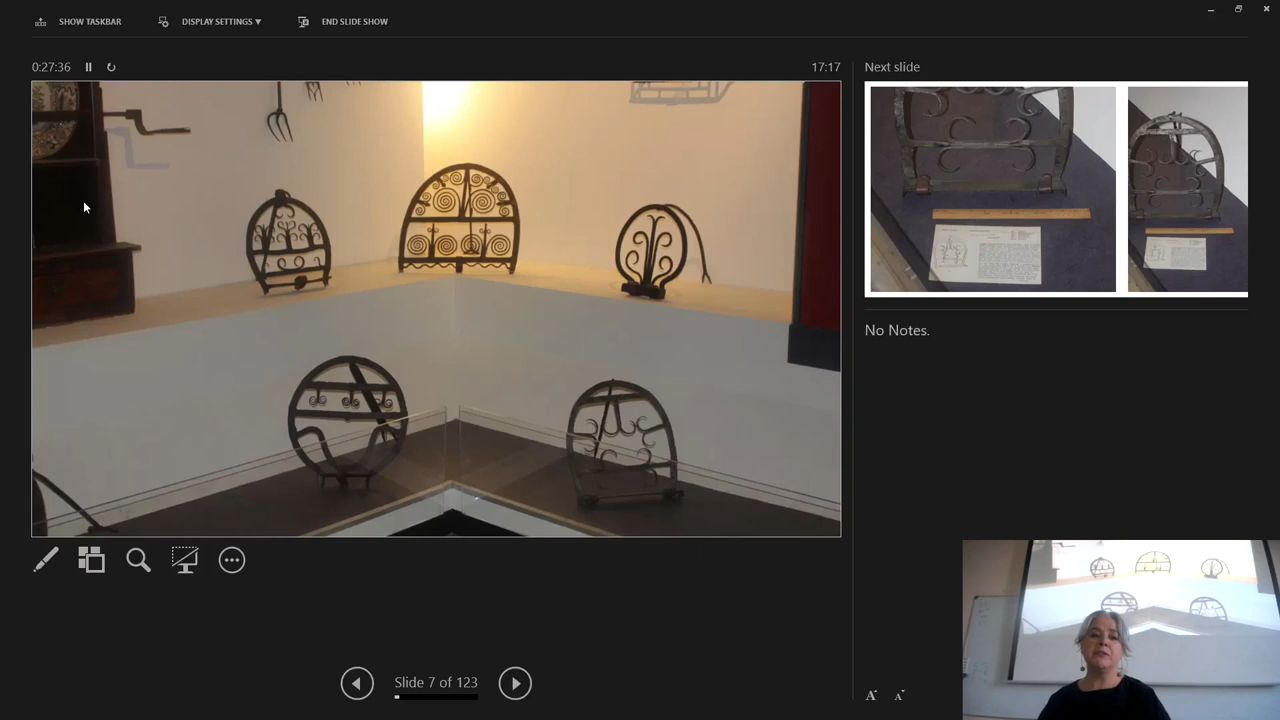 SHOW TASKBAR
DISPLAY SETTINGS ▼
END SLIDE SHOW
0:27:36
17:17
Next slide
No Notes.
Slide 7 of 123
A A